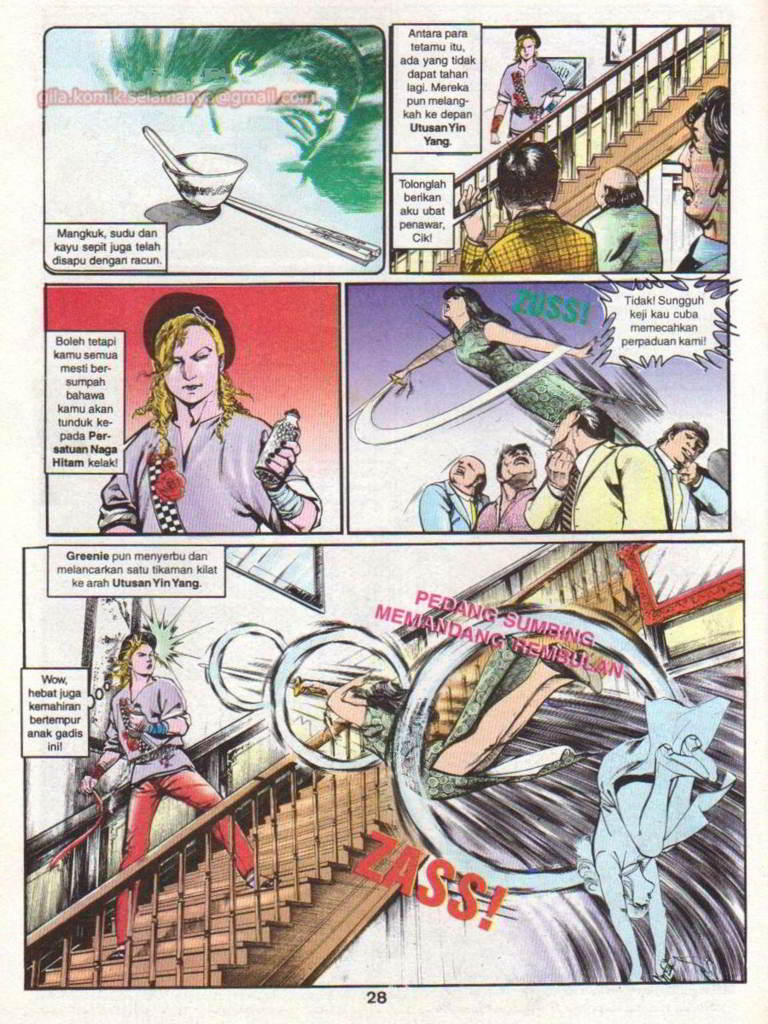 gila.komik.selamanya@gmail.com
Mangkuk, sudu dan
kayu sepit juga telah
disapu dengan racun.
Antara para
tetamu itu,
ada yang tidak
dapat tahan
lagi. Mereka
pun melang-
kah ke depan
Utusan Yin
Yang.
Tolonglah
berikan
aku ubat
penawar,
Cik!
Boleh tetapi
kamu semua
mesti ber-
sumpah
bahawa
kamu akan
tunduk ke-
pada Per-
satuan Naga
Hitam kelak!
ZUSS!
Tidak! Sungguh
keji kau cuba
memecahkan
perpaduan kami!
Greenie pun menyerbu dan
melancarkan satu tikaman kilat
ke arah Utusan Yin Yang.
PEDANG SUMBING
MEMANDANG REMBULAN
Wow,
hebat juga
kemahiran
bertempur
anak gadis
ini!
ZASS!
28